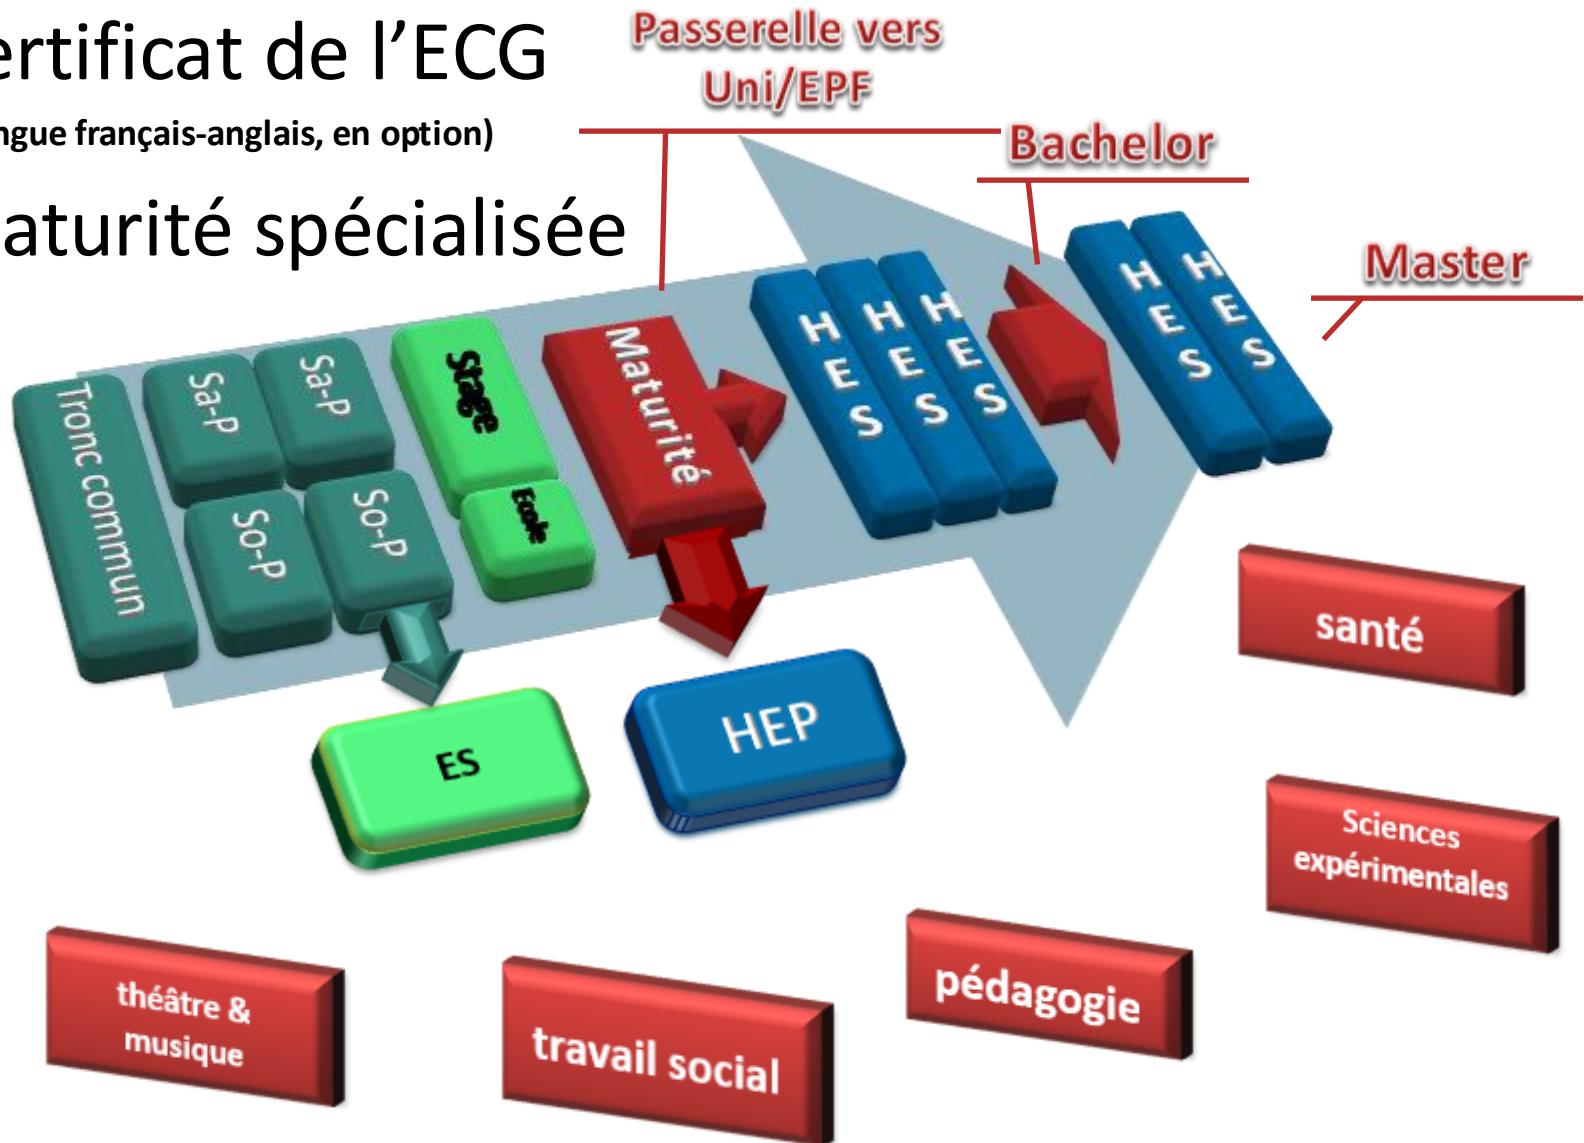 ertificat de l’ECG
ngue français-anglais, en option)
aturité spécialisée
Passerelle vers
Uni/EPF
Bachelor
Master
Tronc commun
Sa-P
Sa-P
So-P
So-P
Stage
Ecole
Maturité
HES
HES
HES
HES
HES
ES
HEP
santé
Sciences
expérimentales
pédagogie
travail social
théâtre &
musique